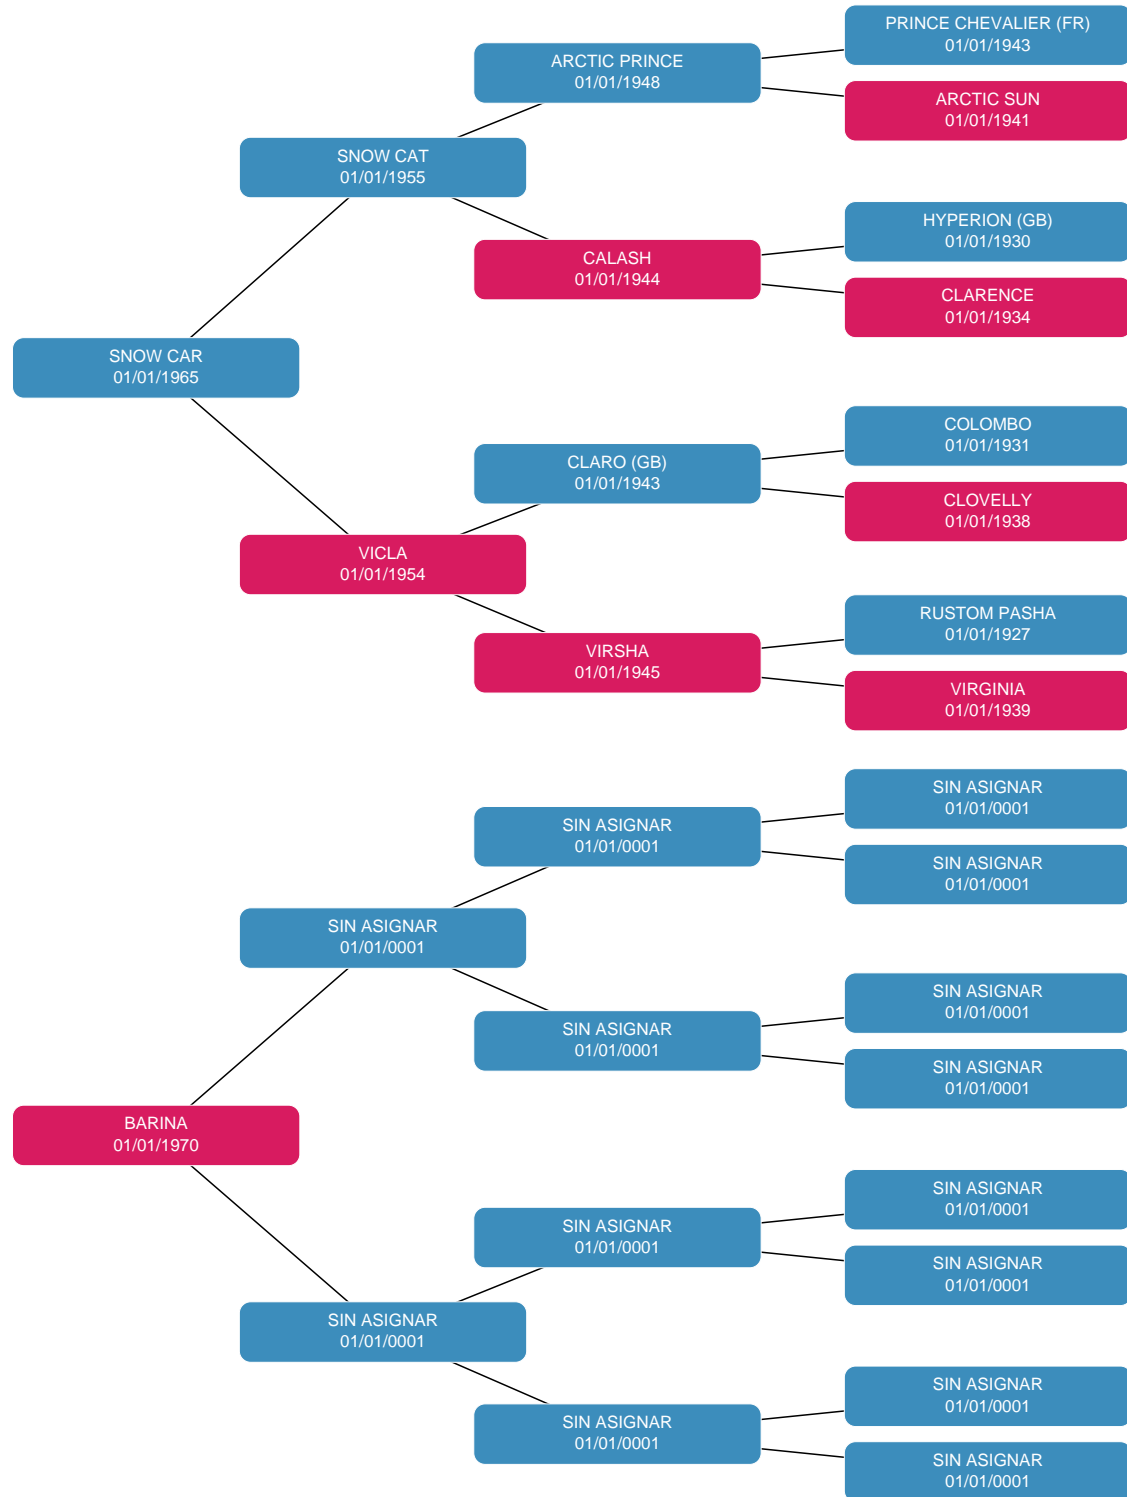 PRINCE CHEVALIER (FR)
01/01/1943
ARCTIC PRINCE
01/01/1948
ARCTIC SUN
01/01/1941
SNOW CAT
01/01/1955
HYPERION (GB)
01/01/1930
CALASH
01/01/1944
CLARENCE
01/01/1934
SNOW CAR
01/01/1965
COLOMBO
01/01/1931
CLARO (GB)
01/01/1943
CLOVELLY
01/01/1938
VICLA
01/01/1954
RUSTOM PASHA
01/01/1927
VIRSHA
01/01/1945
VIRGINIA
01/01/1939
SIN ASIGNAR
01/01/0001
SIN ASIGNAR
01/01/0001
SIN ASIGNAR
01/01/0001
SIN ASIGNAR
01/01/0001
SIN ASIGNAR
01/01/0001
SIN ASIGNAR
01/01/0001
SIN ASIGNAR
01/01/0001
BARINA
01/01/1970
SIN ASIGNAR
01/01/0001
SIN ASIGNAR
01/01/0001
SIN ASIGNAR
01/01/0001
SIN ASIGNAR
01/01/0001
SIN ASIGNAR
01/01/0001
SIN ASIGNAR
01/01/0001
SIN ASIGNAR
01/01/0001